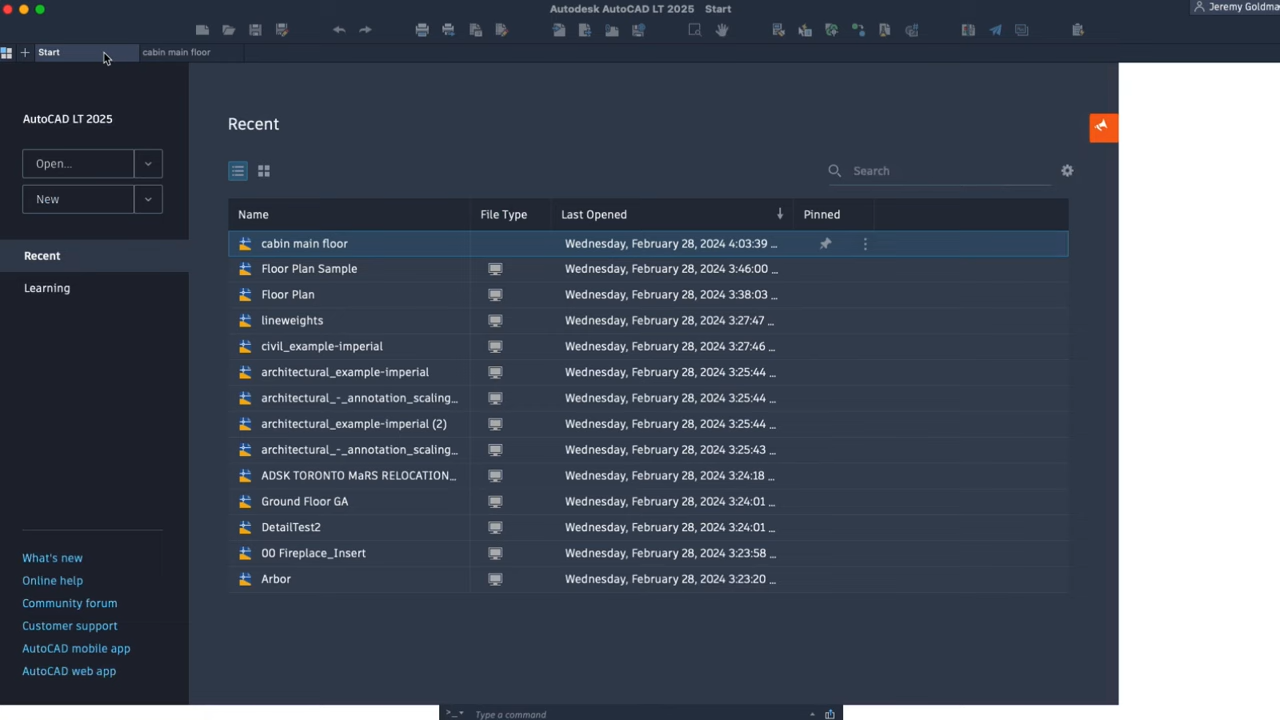 Autodesk AutoCAD LT 2025 Start
Jeremy Goldma
Start
cabin main floor
AutoCAD LT 2025
Open...
New
Recent
Learning
What's new
Online help
Community forum
Customer support
AutoCAD mobile app
AutoCAD web app
Recent
Search
Name File Type Last Opened Pinned
cabin main floor Wednesday, February 28, 2024 4:03:39 ...
Floor Plan Sample Wednesday, February 28, 2024 3:46:00 ...
Floor Plan Wednesday, February 28, 2024 3:38:03 ...
lineweights Wednesday, February 28, 2024 3:27:47 ...
civil_example-imperial Wednesday, February 28, 2024 3:27:46 ...
architectural_example-imperial Wednesday, February 28, 2024 3:25:44 ...
architectural_-_annotation_scaling... Wednesday, February 28, 2024 3:25:44 ...
architectural_example-imperial (2) Wednesday, February 28, 2024 3:25:44 ...
architectural_-_annotation_scaling... Wednesday, February 28, 2024 3:25:43 ...
ADSK TORONTO MaRS RELOCATION... Wednesday, February 28, 2024 3:24:18 ...
Ground Floor GA Wednesday, February 28, 2024 3:24:01 ...
DetailTest2 Wednesday, February 28, 2024 3:24:01 ...
00 Fireplace_Insert Wednesday, February 28, 2024 3:23:58 ...
Arbor Wednesday, February 28, 2024 3:23:20 ...
Type a command